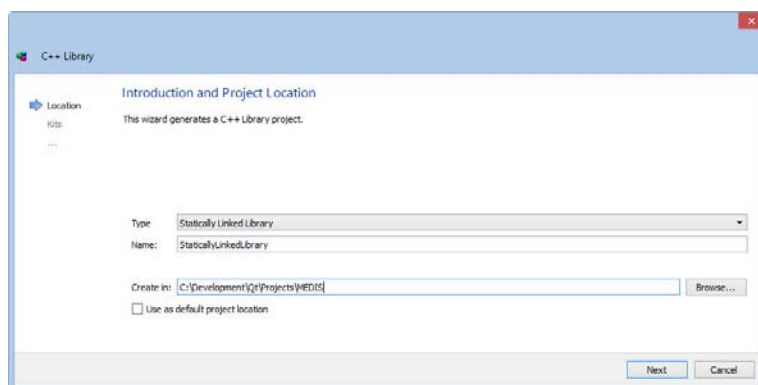 C++ Library
Introduction and Project Location
Location
Kits
...
This wizard generates a C++ Library project.
Type
Statically Linked Library
Name:
StaticallyLinkedLibrary
Create in:
C:\Development\Qt\Projects\MEDIS
Browse...
Use as default project location
Next
Cancel